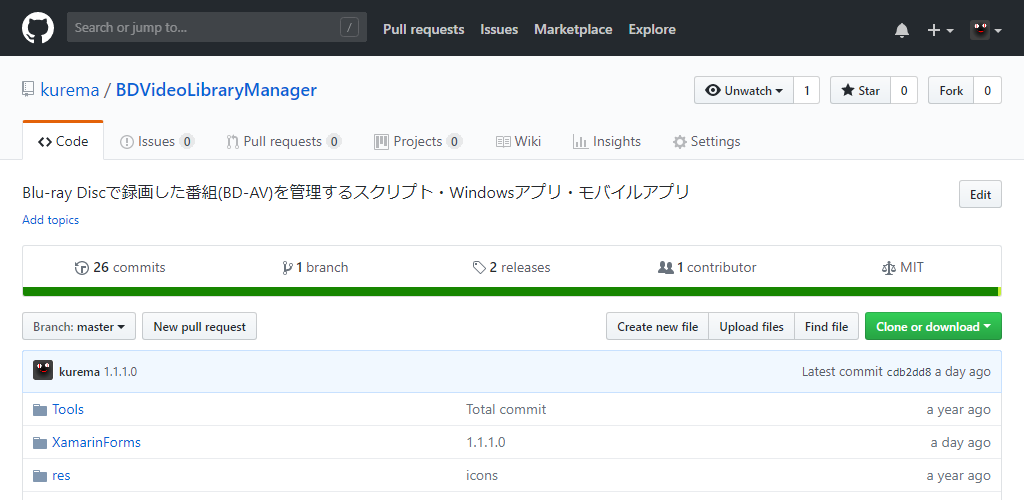 Search or jump to... /
Pull requests Issues Marketplace Explore
kurema / BDVideoLibraryManager
Unwatch 1 Star 0 Fork 0
Code Issues 0 Pull requests 0 Projects 0 Wiki Insights Settings
Blu-ray Discで録画した番組(BD-AV)を管理するスクリプト・Windowsアプリ・モバイルアプリ
Edit
Add topics
26 commits 1 branch 2 releases 1 contributor MIT
Branch: master New pull request Create new file Upload files Find file Clone or download
kurema 1.1.1.0 Latest commit cdb2dd8 a day ago
Tools Total commit a year ago
XamarinForms 1.1.1.0 a day ago
res icons a year ago